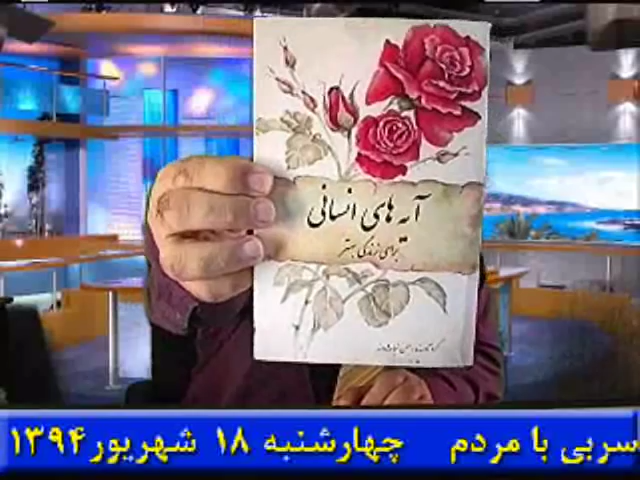 آیه های انسانی
برای زندگی بهتر
سربی با مردم چهارشنبه ۱۸ شهریور۱۳۹۴